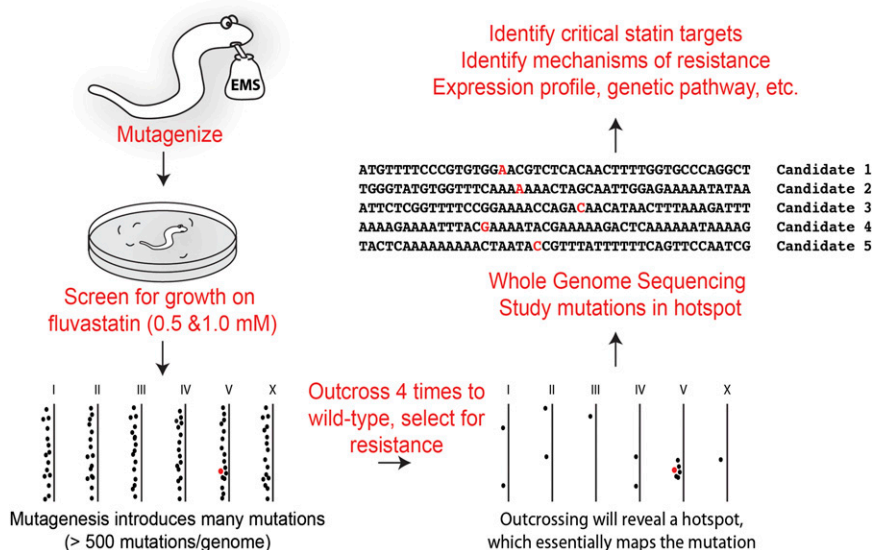 EMS
Mutagenize
Screen for growth on
fluvastatin (0.5 &1.0 mM)
I II III IV V X
Mutagenesis introduces many mutations
(> 500 mutations/genome)
Outcross 4 times to
wild-type, select for
resistance
I II III IV V X
Outcrossing will reveal a hotspot,
which essentially maps the mutation
Whole Genome Sequencing
Study mutations in hotspot
ATGTTTTCCCGTGTGGAACGTCTCACAACTTTTGGTGCCCAGGCT Candidate 1
TGGGTATGTGGTTTCAAAAAAACTAGCAATTGGAGAAAAATATAA Candidate 2
ATTCTCGGTTTTCCGGAAAACCAGACAACATAACTTTAAAGATTT Candidate 3
AAAAGAAAATTTACGAAAATACGAAAAAGACTCAAAAAATAAAAG Candidate 4
TACTCAAAAAAAAACTAATACCGTTTATTTTTTCAGTTCCAATCG Candidate 5
Identify critical statin targets
Identify mechanisms of resistance
Expression profile, genetic pathway, etc.